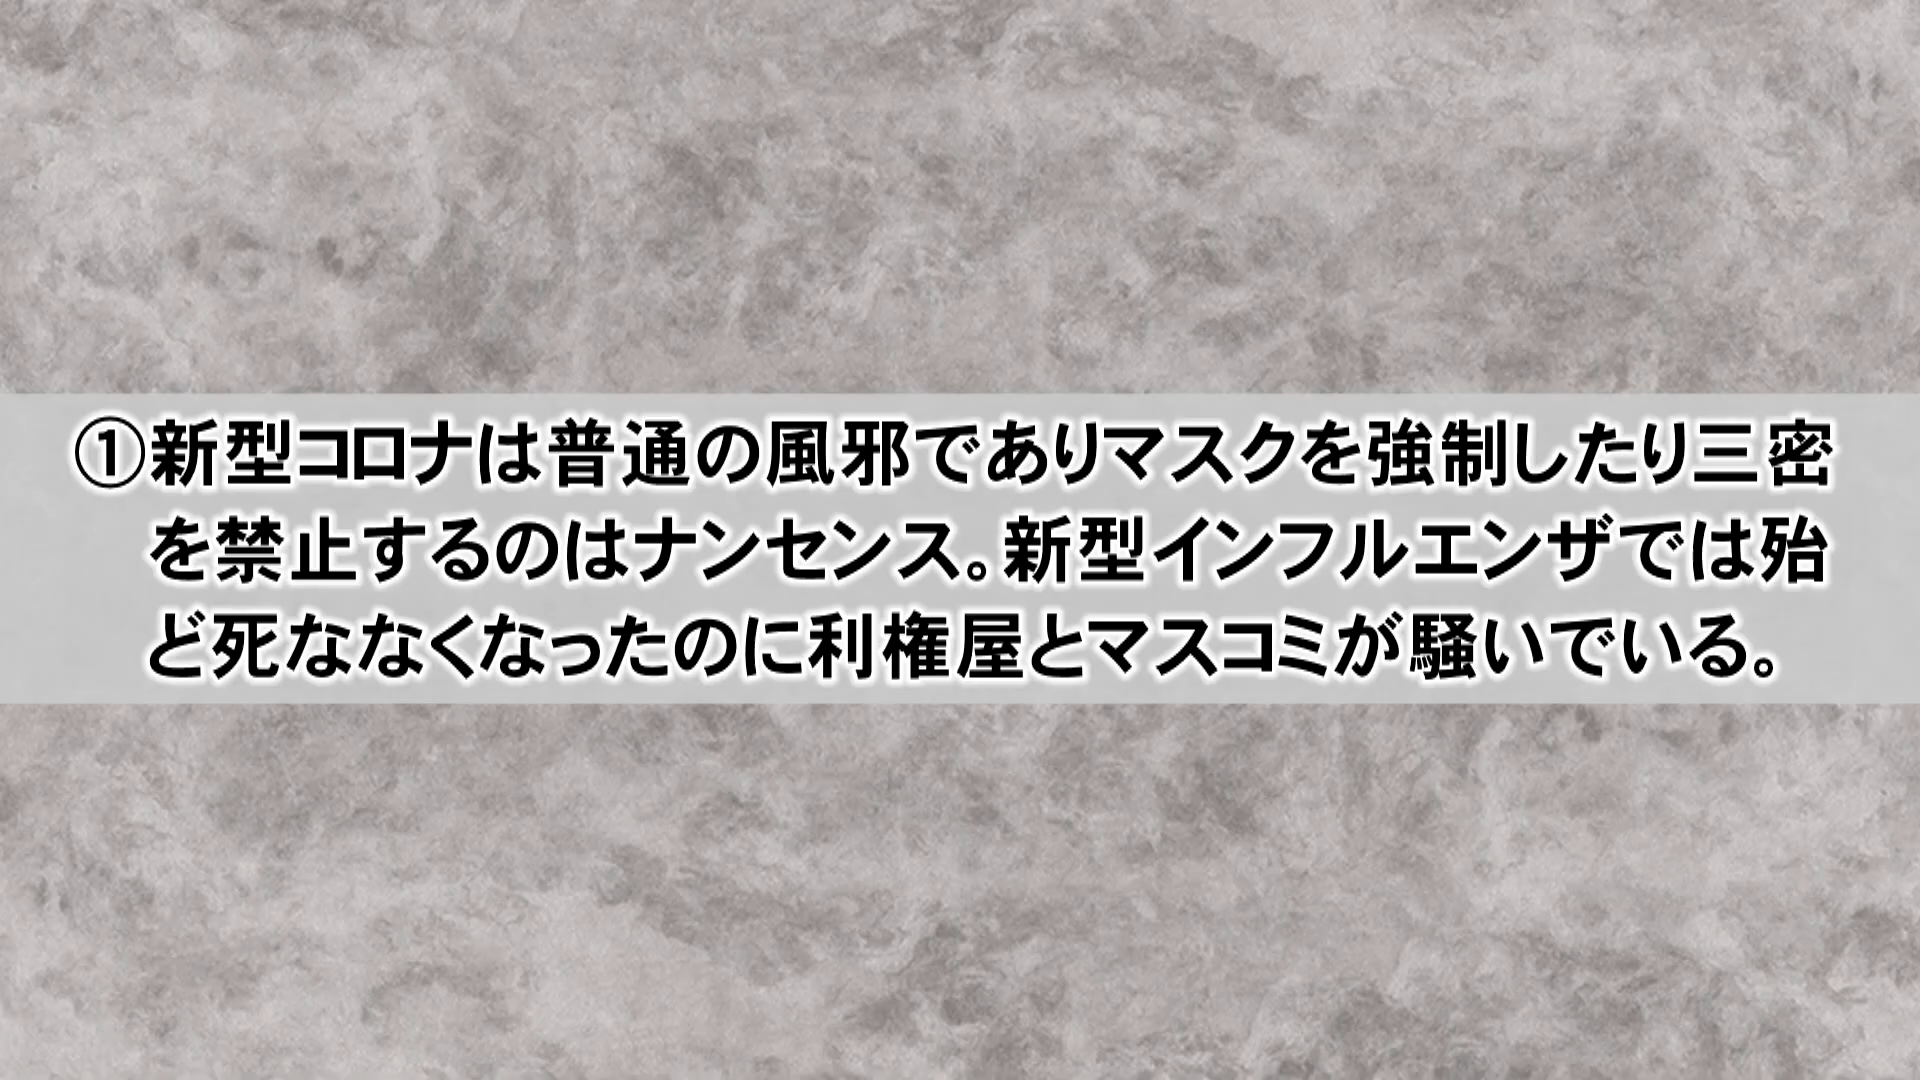 ①新型コロナは普通の風邪でありマスクを強制したり三密
を禁止するのはナンセンス。新型インフルエンザでは殆
ど死ななくなったのに利権屋とマスコミが騒いでいる。